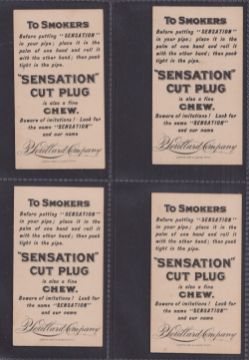 To Smokers
Before putting "SENSATION"
in your pipe; place it in the
palm of one hand and roll it
with the other hand; then pack
tight in the pipe.
"SENSATION"
CUT PLUG
is also a fine
CHEW.
Beware of imitations! Look for
the name "SENSATION"
and our name
P. Lorillard Company
To Smokers
Before putting "SENSATION"
in your pipe; place it in the
palm of one hand and roll it
with the other hand; then pack
tight in the pipe.
"SENSATION"
CUT PLUG
is also a fine
CHEW.
Beware of imitations! Look for
the name "SENSATION"
and our name
P. Lorillard Company
To Smokers
Before putting "SENSATION"
in your pipe; place it in the
palm of one hand and roll it
with the other hand; then pack
tight in the pipe.
"SENSATION"
CUT PLUG
is also a fine
CHEW.
Beware of imitations! Look for
the name "SENSATION"
and our name
P. Lorillard Company
To Smokers
Before putting "SENSATION"
in your pipe; place it in the
palm of one hand and roll it
with the other hand; then pack
tight in the pipe.
"SENSATION"
CUT PLUG
is also a fine
CHEW.
Beware of imitations! Look for
the name "SENSATION"
and our name
P. Lorillard Company